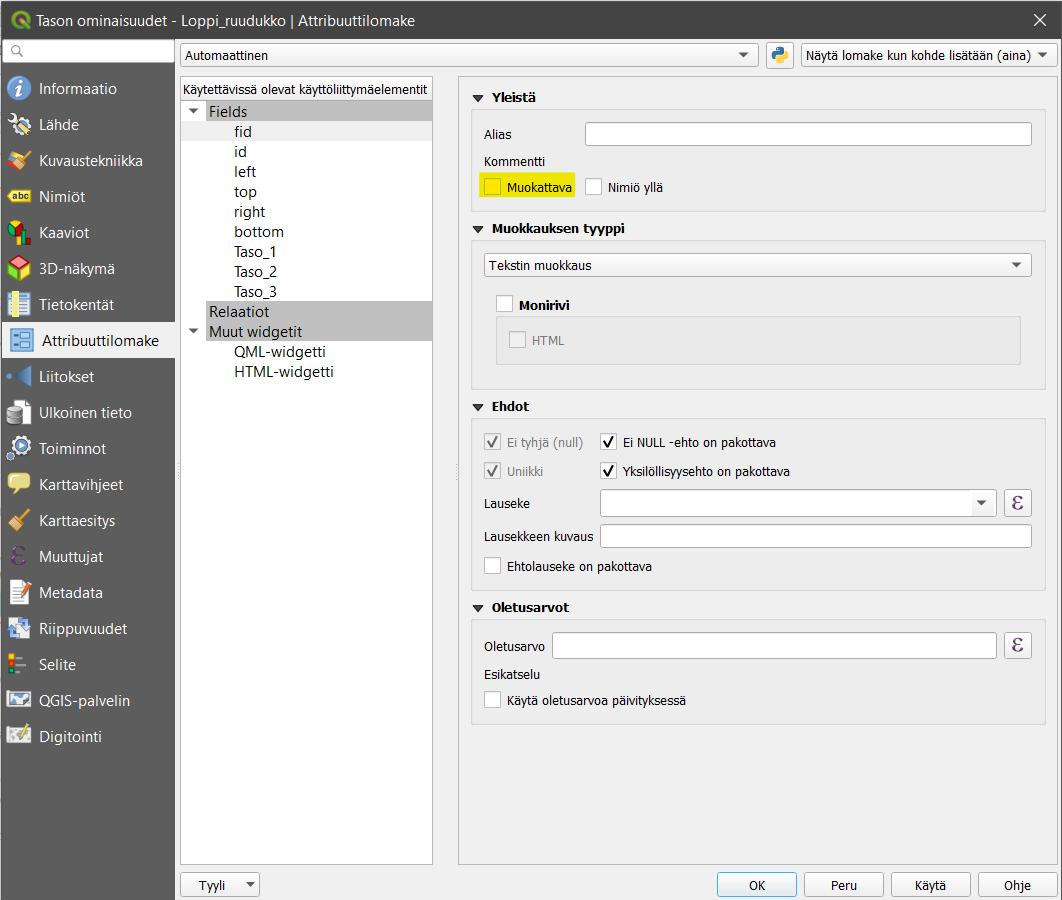 Tason ominaisuudet - Loppi_ruudukko | Attribuuttilomake
Automaattinen
Näytä lomake kun kohde lisätään (aina)
Informaatio
Lähde
Kuvaustekniikka
abc Nimiöt
Kaaviot
3D-näkymä
Tietokentät
Attribuuttilomake
Liitokset
Ulkoinen tieto
Toiminnot
Karttavihjeet
Karttaesitys
Muuttujat
Metadata
Riippuvuudet
Selite
QGIS-palvelin
Digitointi
Käytettävissä olevat käyttöliittymäelementit
Fields
fid
id
left
top
right
bottom
Taso_1
Taso_2
Taso_3
Relaatiot
Muut widgetit
QML-widgetti
HTML-widgetti
Yleistä
Alias
Kommentti
Muokattava Nimiö yllä
Muokkauksen tyyppi
Tekstin muokkaus
Monirivi
HTML
Ehdot
Ei tyhjä (null) Ei NULL -ehto on pakottava
Uniikki Yksilöllisyysehto on pakottava
Lauseke ε
Lausekkeen kuvaus
Ehtolauseke on pakottava
Oletusarvot
Oletusarvo ε
Esikatselu
Käytä oletusarvoa päivityksessä
Tyyli OK Peru Käytä Ohje